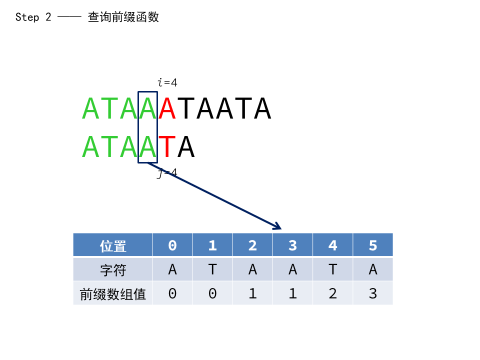 Step 2 —— 查询前缀函数
i=4
ATAAATAATA
ATAATA
j=4
位置 0 1 2 3 4 5
字符 A T A A T A
前缀数组值 0 0 1 1 2 3